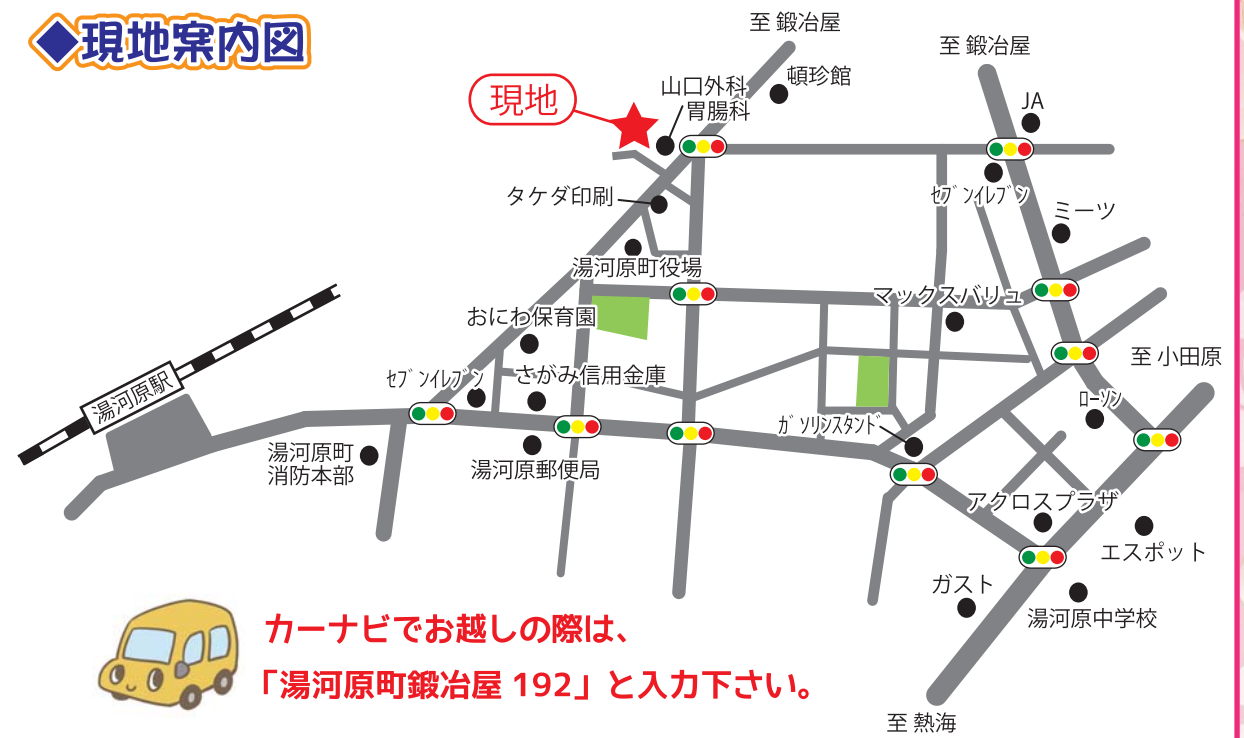 ◆現地案内図
至 鍛冶屋
至 鍛冶屋
頓珍館
山口外科
胃腸科
現地
JA
タケダ印刷
セブンイレブン
ミーツ
湯河原町役場
マックスバリュ
おにわ保育園
至 小田原
湯河原駅
セブンイレブン
さがみ信用金庫
ローソン
ガソリンスタンド
湯河原町
消防本部
湯河原郵便局
アクロスプラザ
エスポット
ガスト
湯河原中学校
カーナビでお越しの際は、
「湯河原町鍛冶屋 192」と入力下さい。
至 熱海